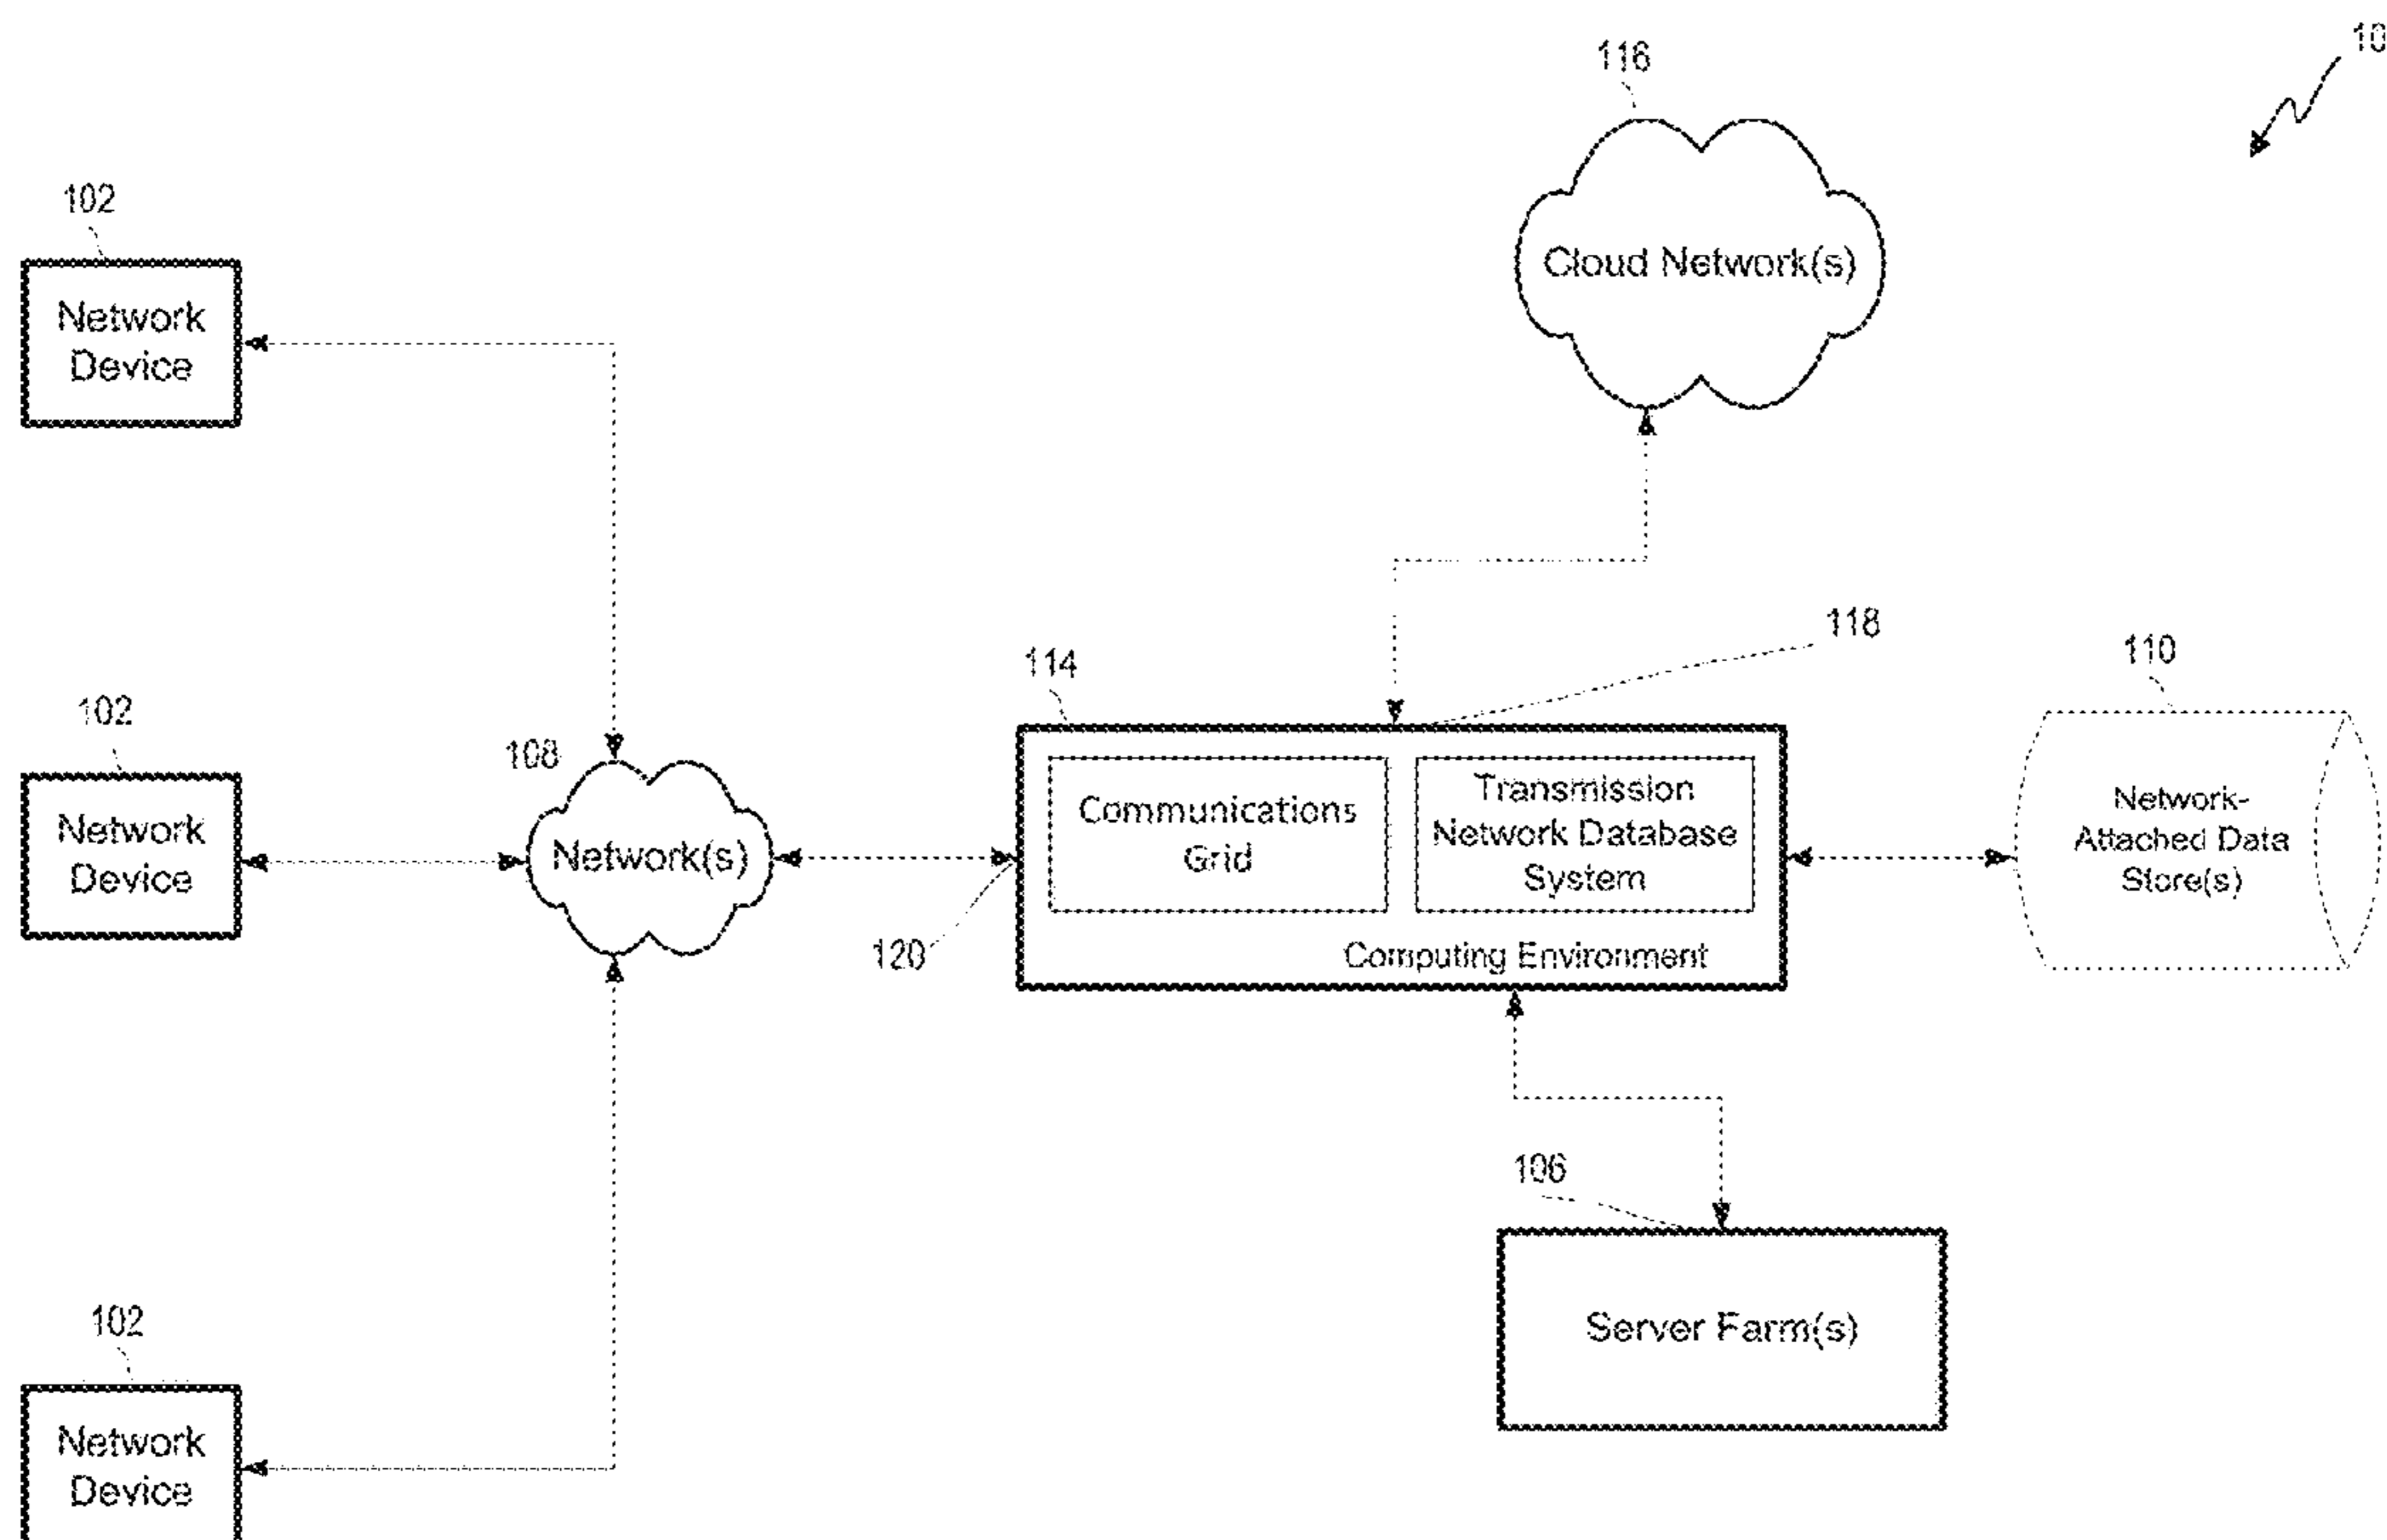 10
116
Cloud Network(s)
102
Network
Device
118
114
110
102
108
Network
Device
Network(s)
Communications
Grid
Transmission
Network Database
System
Computing Environment
Network-
Attached Data
Store(s)
120
106
Server Farm(s)
102
Network
Device